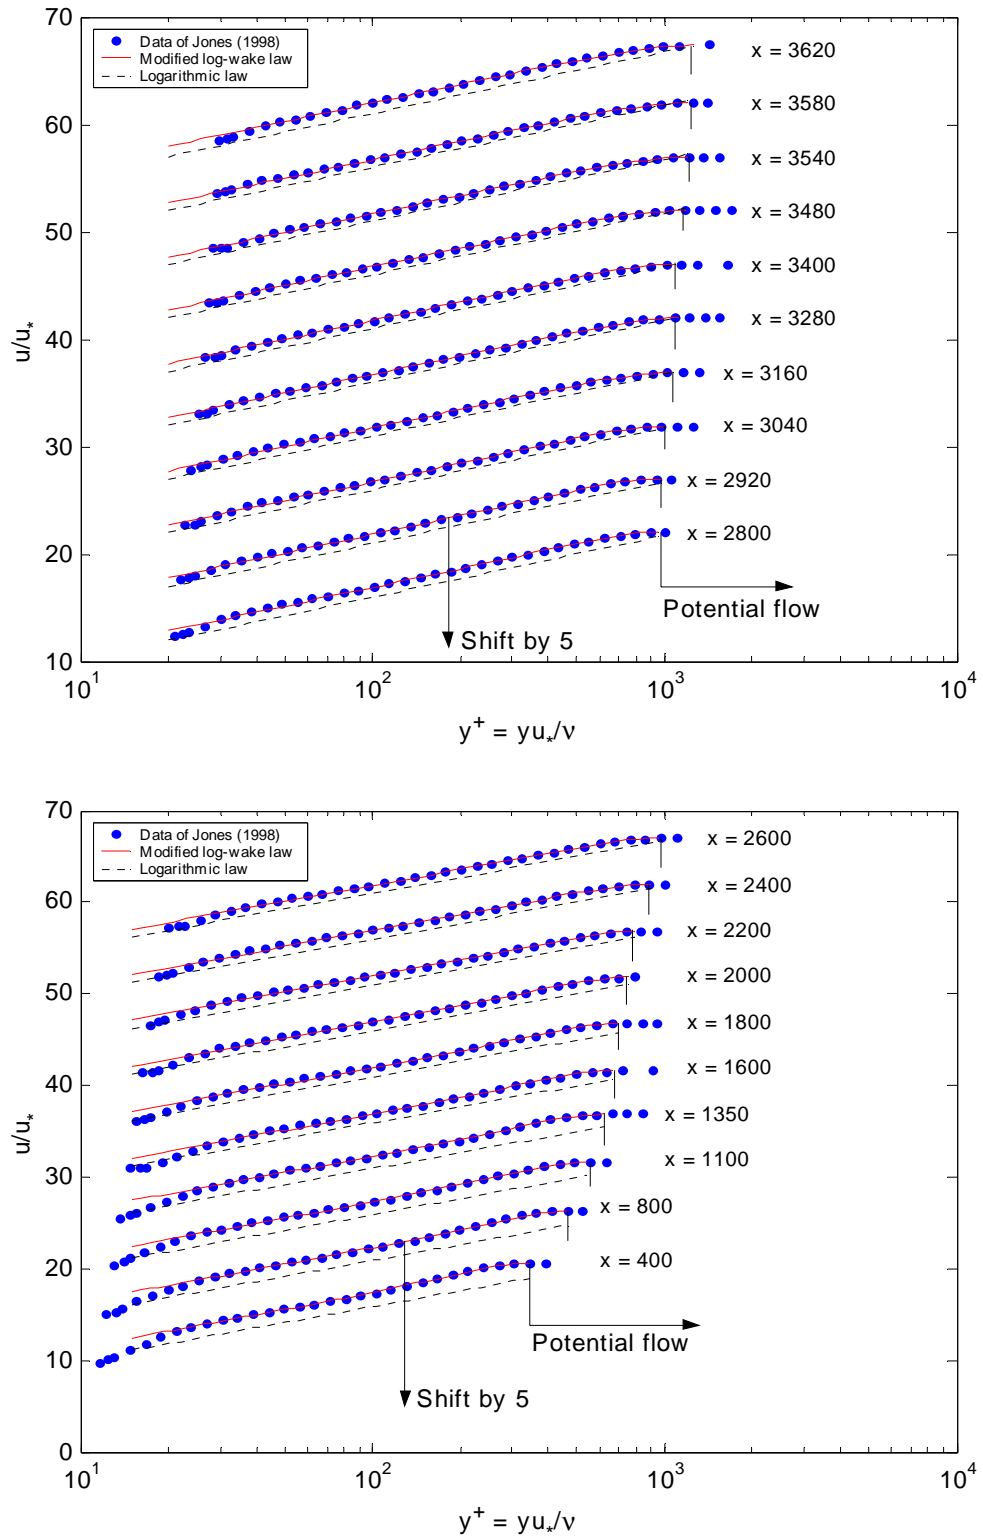 70
Data of Jones (1998)
Modified log-wake law
Logarithmic law
x = 3620
60
x = 3580
x = 3540
50
x = 3480
x = 3400
u/u*
40
x = 3280
x = 3160
30
x = 3040
x = 2920
20
x = 2800
Potential flow
Shift by 5
10
10^1 10^2 10^3 10^4
y^+ = yu*/ν
70
Data of Jones (1998)
Modified log-wake law
Logarithmic law
x = 2600
60
x = 2400
x = 2200
50
x = 2000
x = 1800
40
x = 1600
u/u*
x = 1350
30
x = 1100
x = 800
20
x = 400
Potential flow
10
Shift by 5
0
10^1 10^2 10^3 10^4
y^+ = yu*/ν